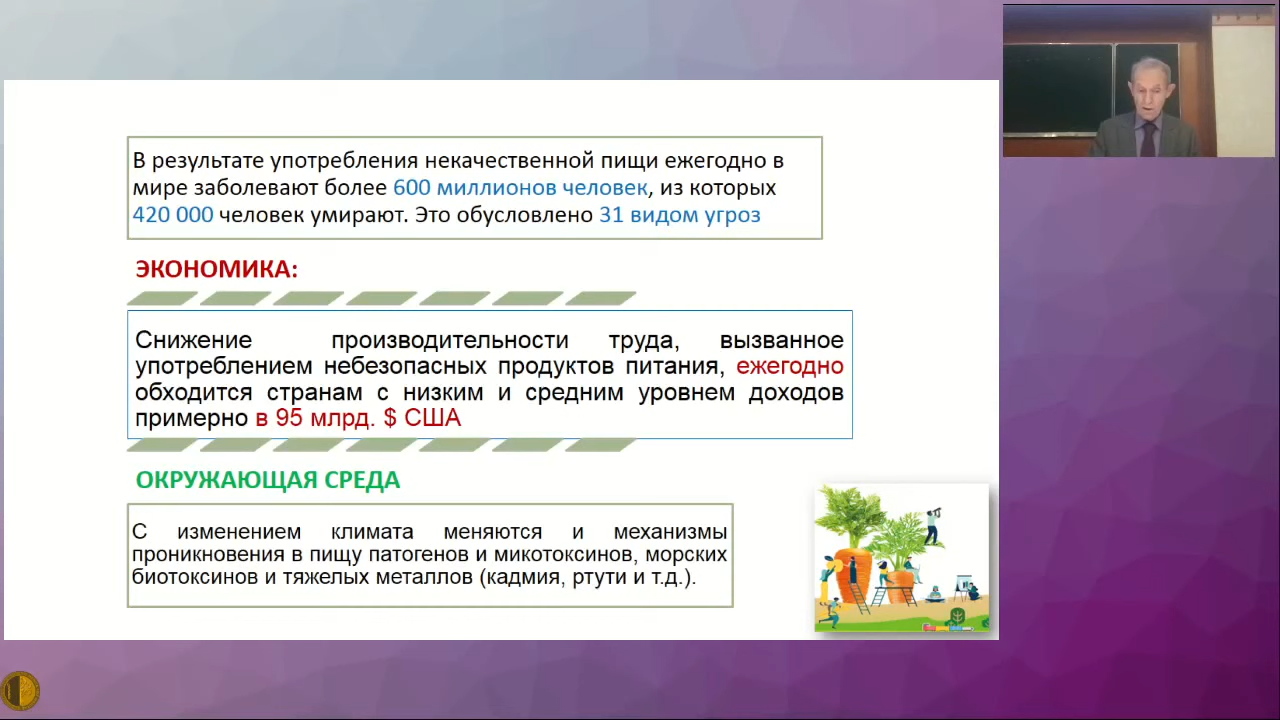 В результате употребления некачественной пищи ежегодно в
мире заболевают более 600 миллионов человек, из которых
420 000 человек умирают. Это обусловлено 31 видом угроз
ЭКОНОМИКА:
Снижение производительности труда, вызванное
употреблением небезопасных продуктов питания, ежегодно
обходится странам с низким и средним уровнем доходов
примерно в 95 млрд. $ США
ОКРУЖАЮЩАЯ СРЕДА
С изменением климата меняются и механизмы
проникновения в пищу патогенов и микотоксинов, морских
биотоксинов и тяжелых металлов (кадмия, ртути и т.д.).